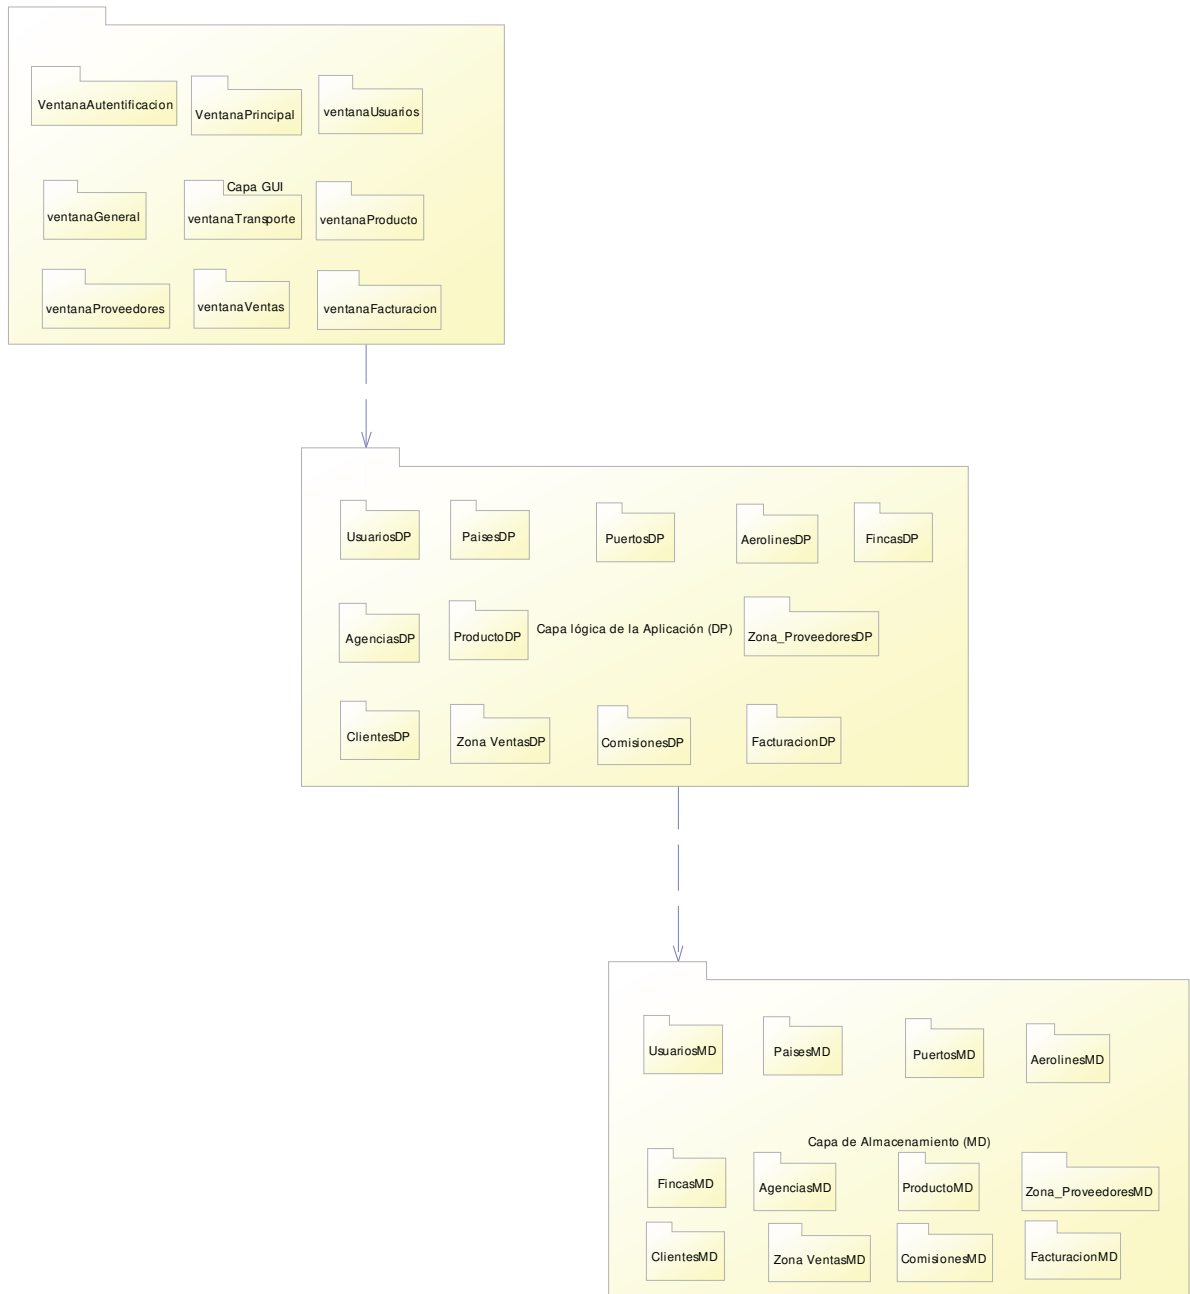 VentanaAutentificacion
VentanaPrincipal
ventanaUsuarios
Capa GUI
ventanaGeneral
ventanaTransporte
ventanaProducto
ventanaProveedores
ventanaVentas
ventanaFacturacion
UsuariosDP
PaisesDP
PuertosDP
AerolinesDP
FincasDP
AgenciasDP
ProductoDP
Capa lógica de la Aplicación (DP)
Zona_ProveedoresDP
ClientesDP
Zona VentasDP
ComisionesDP
FacturacionDP
UsuariosMD
PaisesMD
PuertosMD
AerolinesMD
Capa de Almacenamiento (MD)
FincasMD
AgenciasMD
ProductoMD
Zona_ProveedoresMD
ClientesMD
Zona VentasMD
ComisionesMD
FacturacionMD